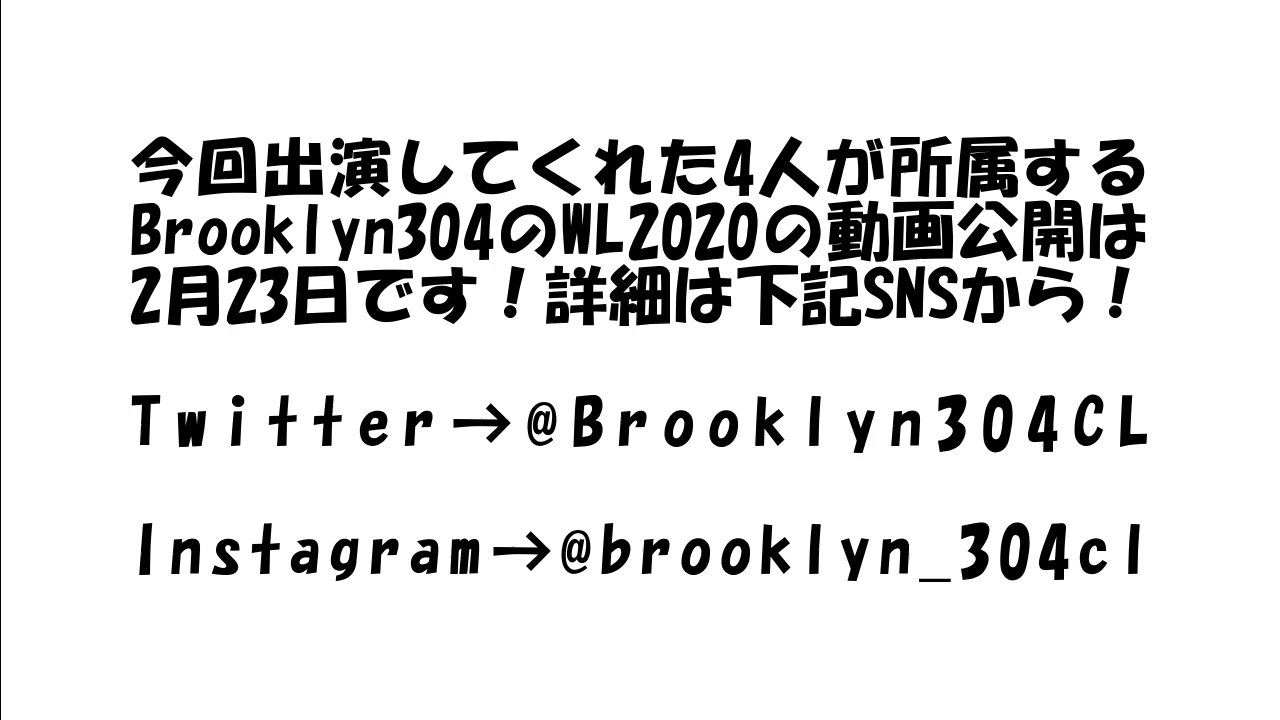 今回出演してくれた4人が所属する
Brooklyn304のWL2020の動画公開は
2月23日です！詳細は下記SNSから！
Twitter→@Brooklyn304CL
Instagram→@brooklyn_304cl